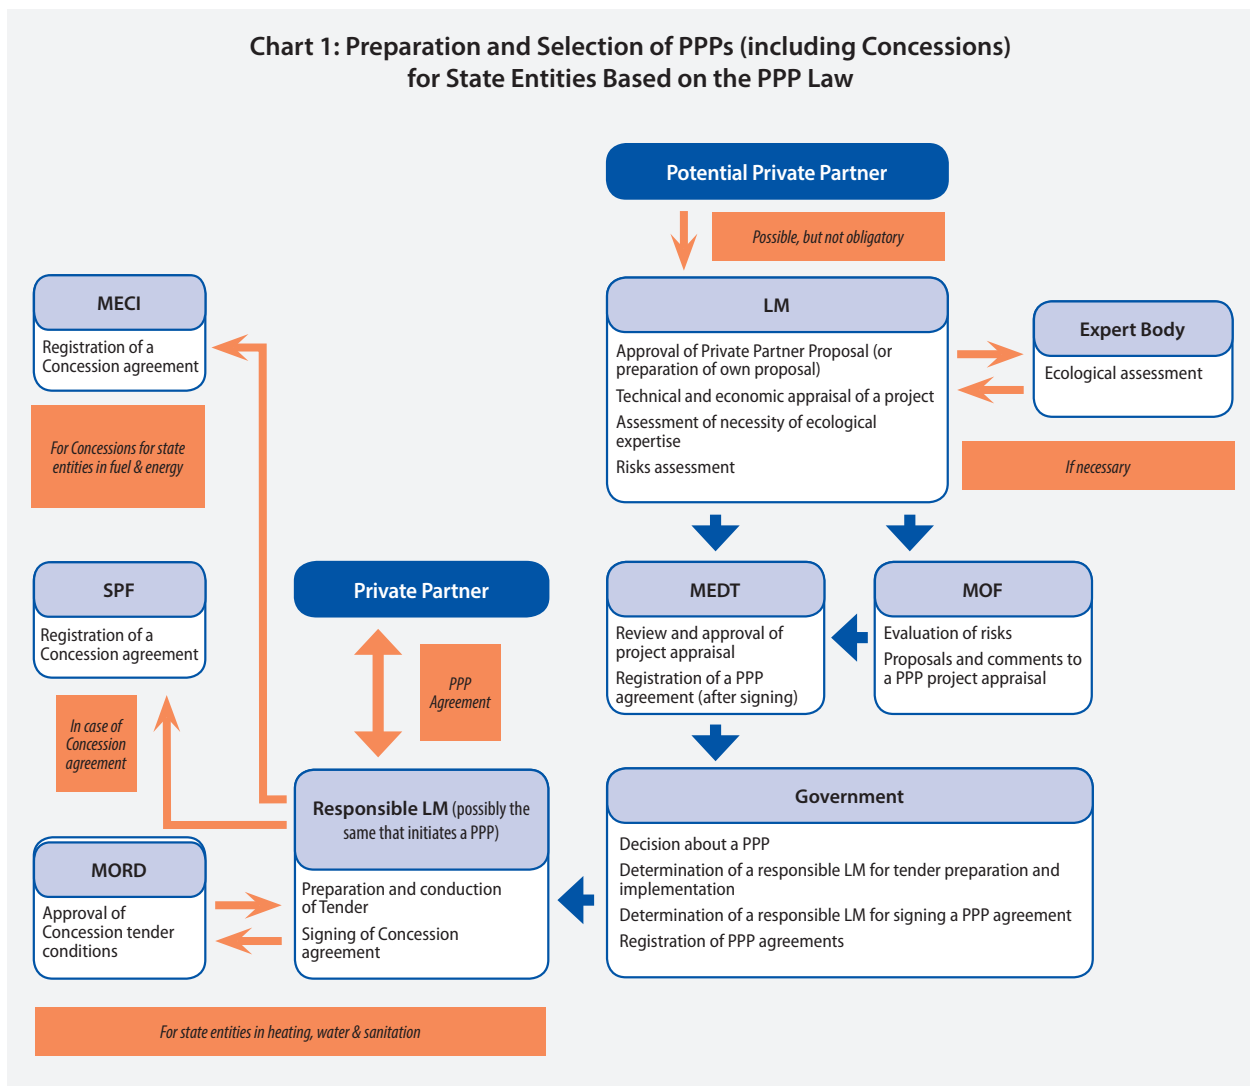 Chart 1: Preparation and Selection of PPPs (including Concessions)
for State Entities Based on the PPP Law
Potential Private Partner
Possible, but not obligatory
LM
Approval of Private Partner Proposal (or
preparation of own proposal)
Technical and economic appraisal of a project
Assessment of necessity of ecological
expertise
Risks assessment
Expert Body
Ecological assessment
If necessary
MECI
Registration of a
Concession agreement
For Concessions for state
entities in fuel & energy
SPF
Registration of a
Concession agreement
In case of
Concession
agreement
Private Partner
PPP
Agreement
MEDT
Review and approval of
project appraisal
Registration of a PPP
agreement (after signing)
MOF
Evaluation of risks
Proposals and comments to
a PPP project appraisal
Government
Decision about a PPP
Determination of a responsible LM for tender preparation and
implementation
Determination of a responsible LM for signing a PPP agreement
Registration of PPP agreements
Responsible LM (possibly the
same that initiates a PPP)
Preparation and conduction
of Tender
Signing of Concession
agreement
MORD
Approval of
Concession tender
conditions
For state entities in heating, water & sanitation